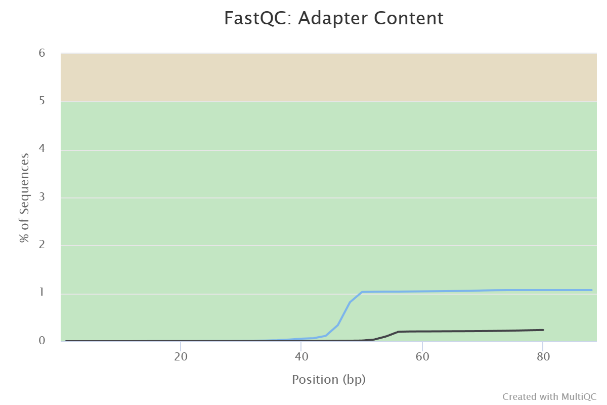 FastQC: Adapter Content
6
5
4
3
2
1
0
% of Sequences
20 40 60 80
Position (bp)
Created with MultiQC